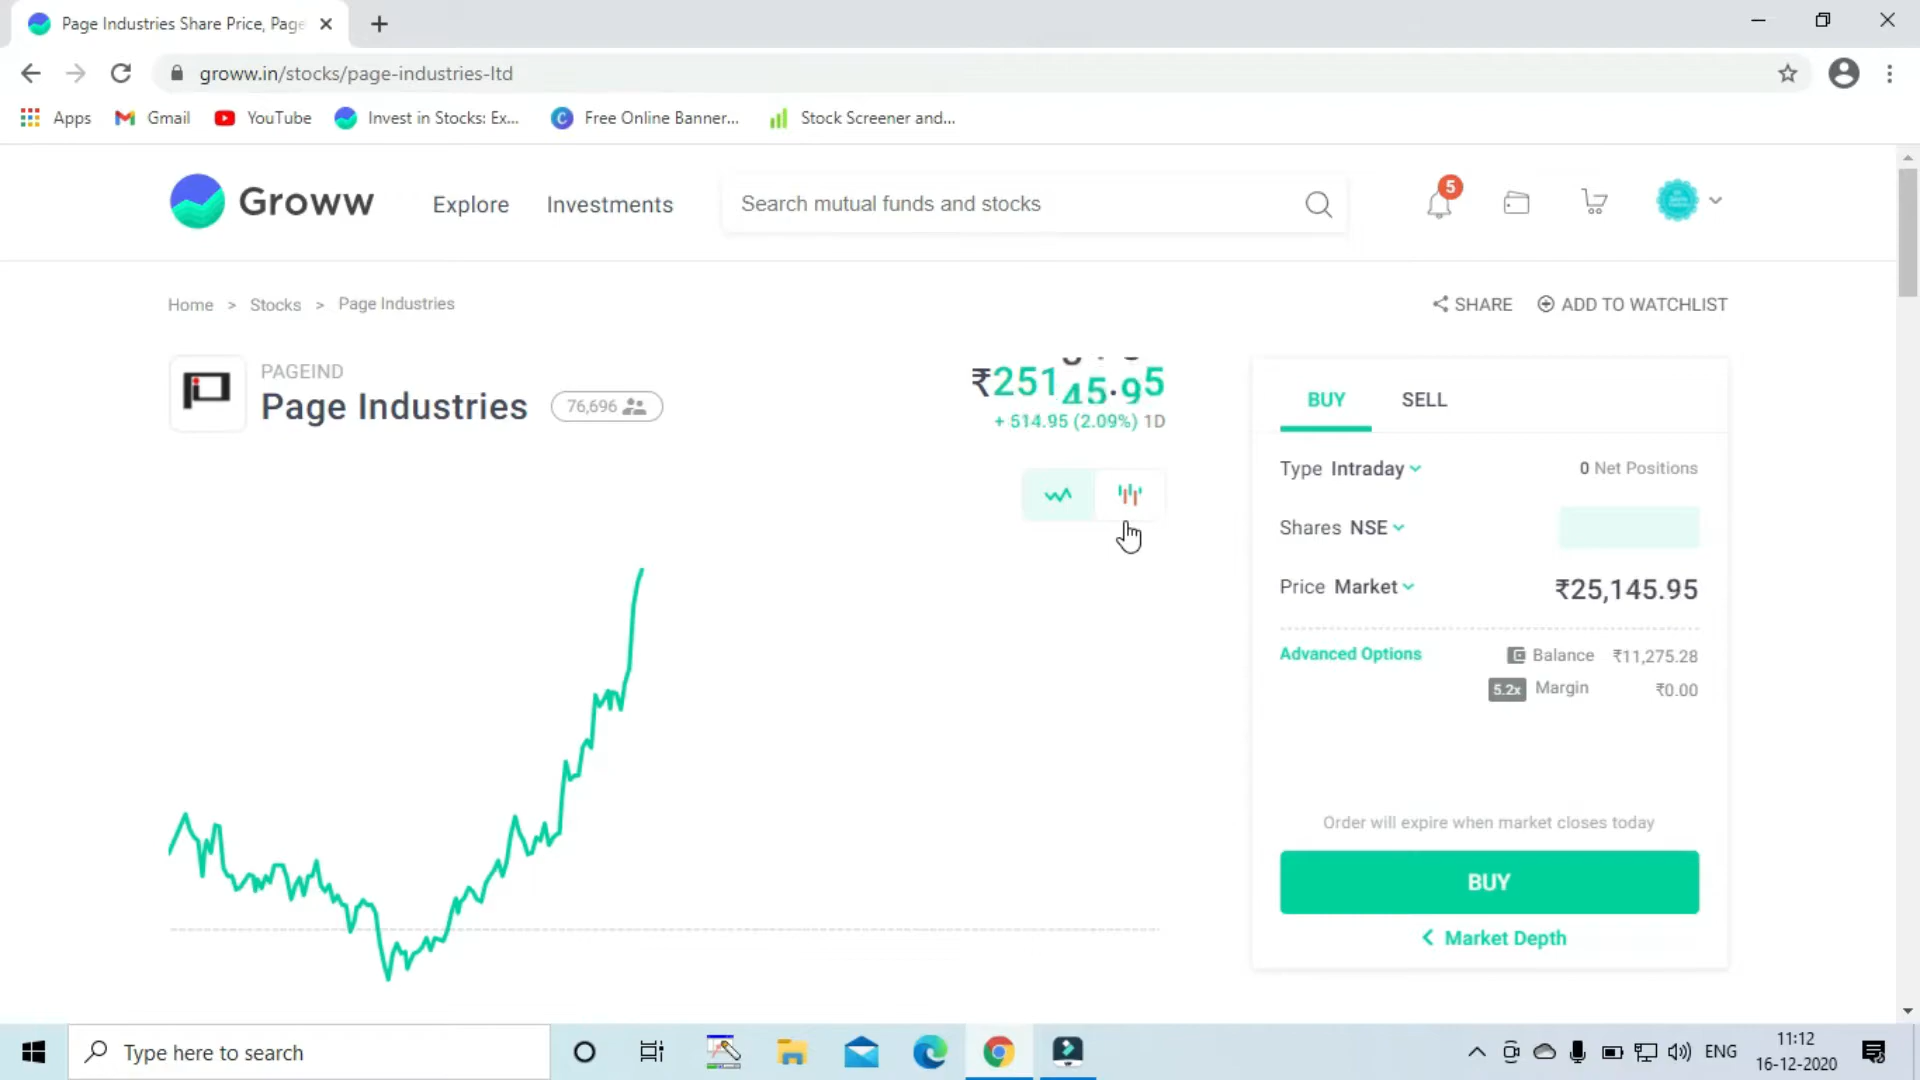 Page Industries Share Price, Page
groww.in/stocks/page-industries-ltd
Apps
Gmail
YouTube
Invest in Stocks: Ex...
Free Online Banner...
Stock Screener and...
Groww
Explore
Investments
Search mutual funds and stocks
5
Home > Stocks > Page Industries
SHARE
ADD TO WATCHLIST
PAGEIND
Page Industries
76,696
₹25145.95
+ 514.95 (2.09%) 1D
BUY
SELL
Type Intraday
0 Net Positions
Shares NSE
Price Market
₹25,145.95
Advanced Options
Balance ₹11,275.28
5.2x Margin ₹0.00
Order will expire when market closes today
BUY
Market Depth
Type here to search
ENG
11:12
16-12-2020